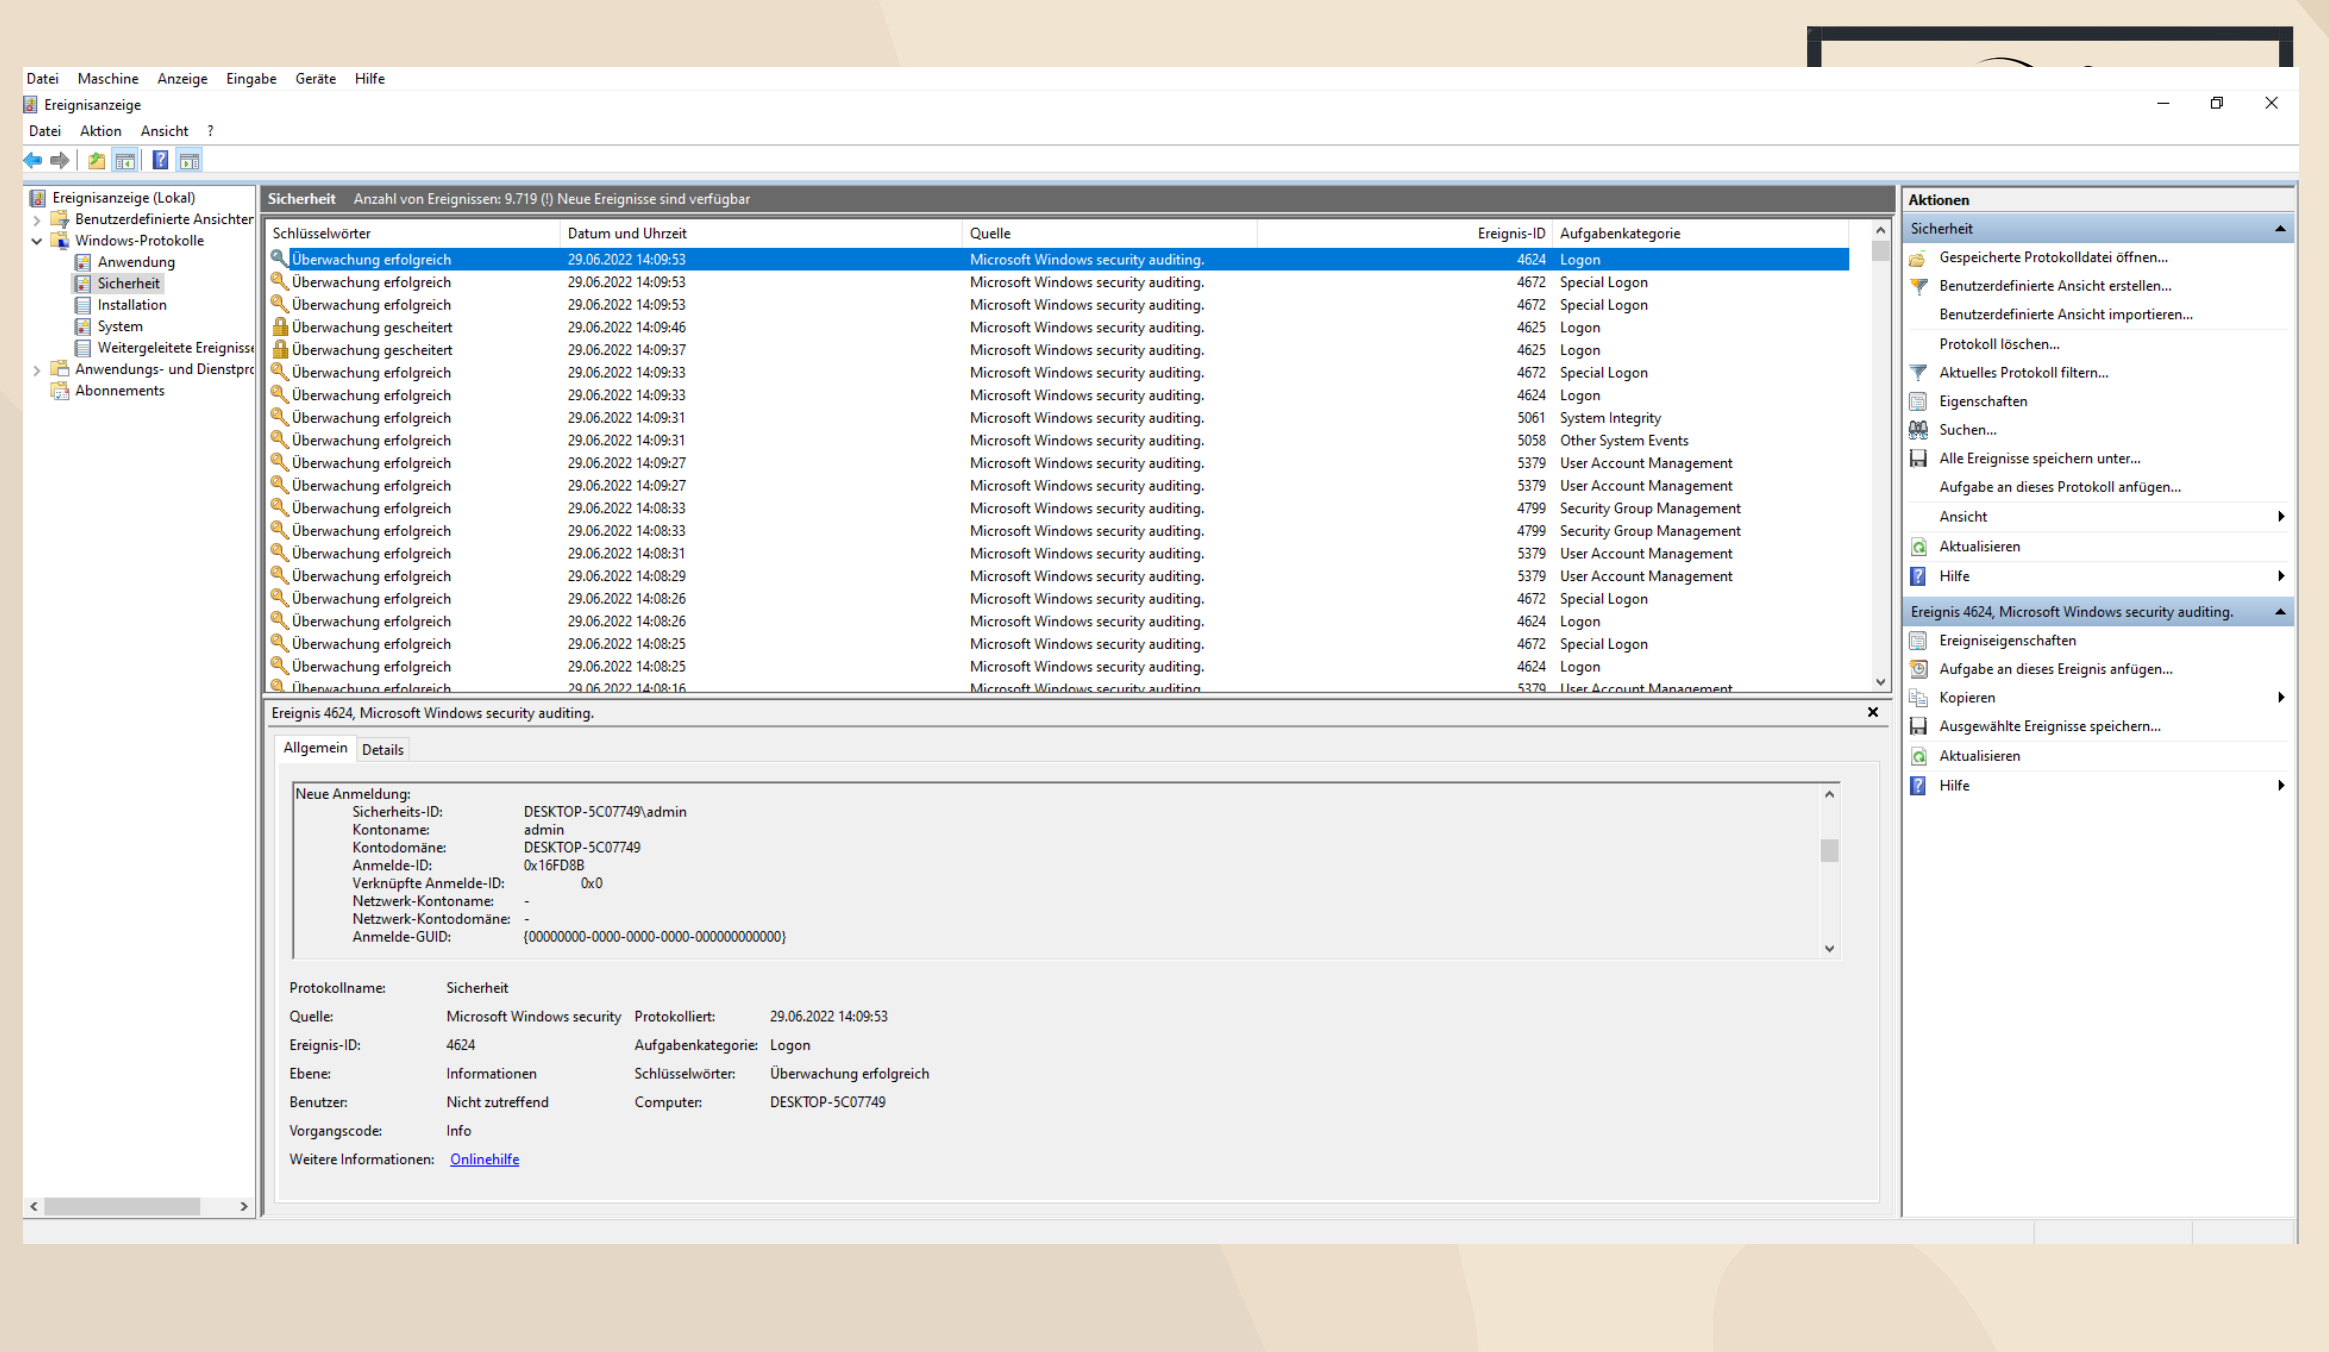 Datei Maschine Anzeige Eingabe Geräte Hilfe
Ereignisanzeige
Datei Aktion Ansicht ?
Ereignisanzeige (Lokal)
Benutzerdefinierte Ansichter
Windows-Protokolle
Anwendung
Sicherheit
Installation
System
Weitergeleitete Ereignisse
Anwendungs- und Dienstprc
Abonnements
Sicherheit Anzahl von Ereignissen: 9.719 (!) Neue Ereignisse sind verfügbar
Schlüsselwörter Datum und Uhrzeit Quelle Ereignis-ID Aufgabenkategorie
Überwachung erfolgreich 29.06.2022 14:09:53 Microsoft Windows security auditing. 4624 Logon
Überwachung erfolgreich 29.06.2022 14:09:53 Microsoft Windows security auditing. 4672 Special Logon
Überwachung erfolgreich 29.06.2022 14:09:53 Microsoft Windows security auditing. 4672 Special Logon
Überwachung gescheitert 29.06.2022 14:09:46 Microsoft Windows security auditing. 4625 Logon
Überwachung gescheitert 29.06.2022 14:09:37 Microsoft Windows security auditing. 4625 Logon
Überwachung erfolgreich 29.06.2022 14:09:33 Microsoft Windows security auditing. 4672 Special Logon
Überwachung erfolgreich 29.06.2022 14:09:33 Microsoft Windows security auditing. 4624 Logon
Überwachung erfolgreich 29.06.2022 14:09:31 Microsoft Windows security auditing. 5061 System Integrity
Überwachung erfolgreich 29.06.2022 14:09:31 Microsoft Windows security auditing. 5058 Other System Events
Überwachung erfolgreich 29.06.2022 14:09:27 Microsoft Windows security auditing. 5379 User Account Management
Überwachung erfolgreich 29.06.2022 14:09:27 Microsoft Windows security auditing. 5379 User Account Management
Überwachung erfolgreich 29.06.2022 14:08:33 Microsoft Windows security auditing. 4799 Security Group Management
Überwachung erfolgreich 29.06.2022 14:08:33 Microsoft Windows security auditing. 4799 Security Group Management
Überwachung erfolgreich 29.06.2022 14:08:31 Microsoft Windows security auditing. 5379 User Account Management
Überwachung erfolgreich 29.06.2022 14:08:29 Microsoft Windows security auditing. 5379 User Account Management
Überwachung erfolgreich 29.06.2022 14:08:26 Microsoft Windows security auditing. 4672 Special Logon
Überwachung erfolgreich 29.06.2022 14:08:26 Microsoft Windows security auditing. 4624 Logon
Überwachung erfolgreich 29.06.2022 14:08:25 Microsoft Windows security auditing. 4672 Special Logon
Überwachung erfolgreich 29.06.2022 14:08:25 Microsoft Windows security auditing. 4624 Logon
Überwachung erfolgreich 29.06.2022 14:08:16 Microsoft Windows security auditing. 5379 User Account Management
Ereignis 4624, Microsoft Windows security auditing.
Allgemein Details
Neue Anmeldung:
Sicherheits-ID: DESKTOP-5C07749\admin
Kontoname: admin
Kontodomäne: DESKTOP-5C07749
Anmelde-ID: 0x16FD8B
Verknüpfte Anmelde-ID: 0x0
Netzwerk-Kontoname: -
Netzwerk-Kontodomäne: -
Anmelde-GUID: {00000000-0000-0000-0000-000000000000}
Protokollname: Sicherheit
Quelle: Microsoft Windows security Protokolliert: 29.06.2022 14:09:53
Ereignis-ID: 4624 Aufgabenkategorie: Logon
Ebene: Informationen Schlüsselwörter: Überwachung erfolgreich
Benutzer: Nicht zutreffend Computer: DESKTOP-5C07749
Vorgangscode: Info
Weitere Informationen: Onlinehilfe
Aktionen
Sicherheit
Gespeicherte Protokolldatei öffnen...
Benutzerdefinierte Ansicht erstellen...
Benutzerdefinierte Ansicht importieren...
Protokoll löschen...
Aktuelles Protokoll filtern...
Eigenschaften
Suchen...
Alle Ereignisse speichern unter...
Aufgabe an dieses Protokoll anfügen...
Ansicht
Aktualisieren
Hilfe
Ereignis 4624, Microsoft Windows security auditing.
Ereigniseigenschaften
Aufgabe an dieses Ereignis anfügen...
Kopieren
Ausgewählte Ereignisse speichern...
Aktualisieren
Hilfe